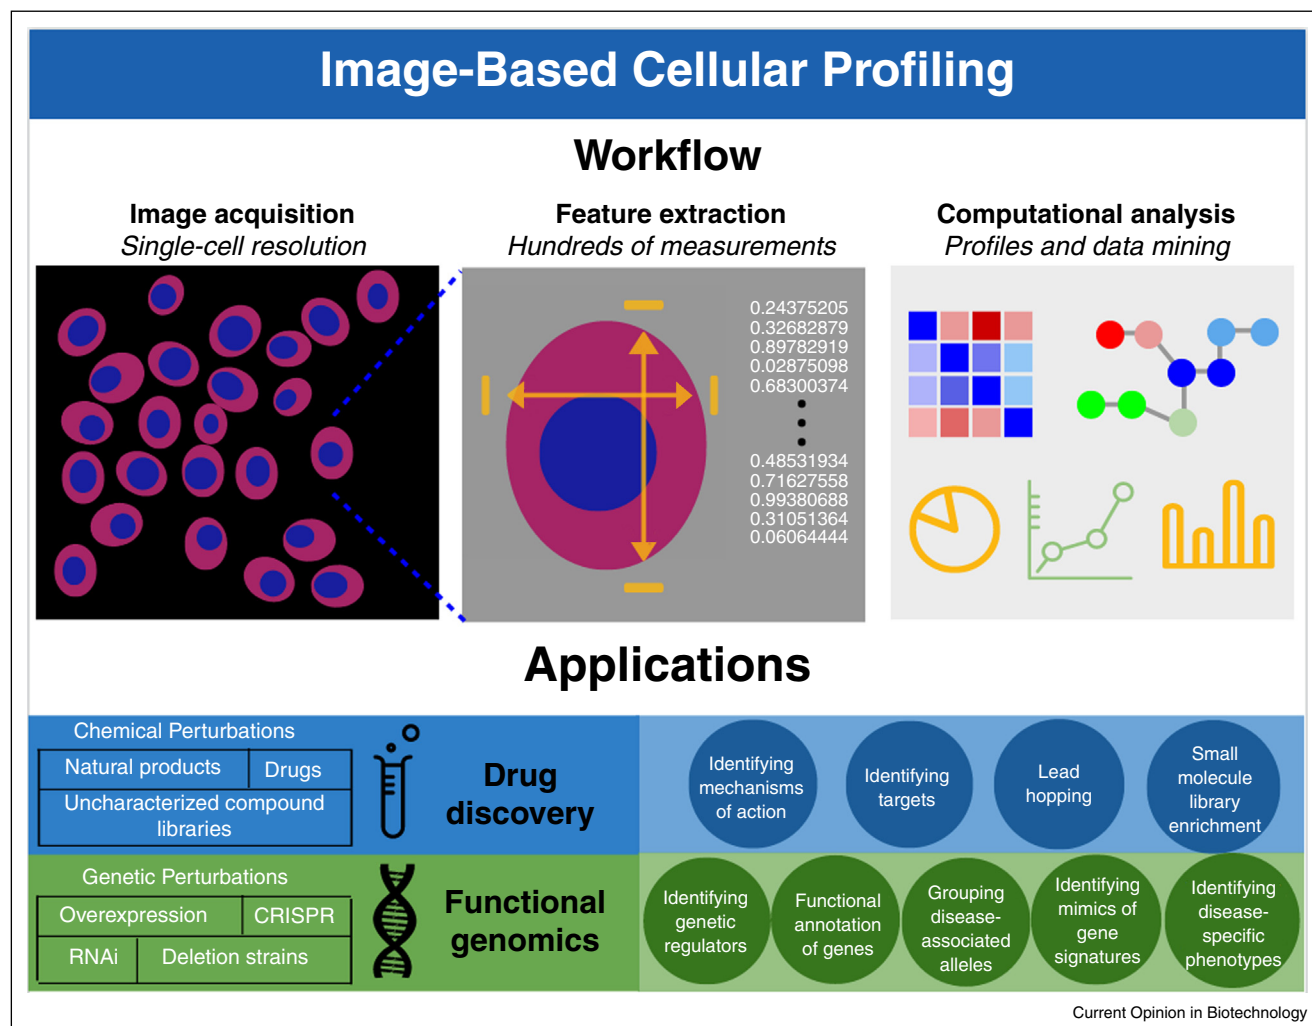 Image-Based Cellular Profiling
Workflow
Image acquisition
Single-cell resolution
Feature extraction
Hundreds of measurements
Computational analysis
Profiles and data mining
0.24375205
0.32682879
0.89782919
0.02875098
0.68300374
0.48531934
0.71627558
0.99380688
0.31051364
0.06064444
Applications
Chemical Perturbations
Natural products
Drugs
Uncharacterized compound
libraries
Drug
discovery
Identifying
mechanisms
of action
Identifying
targets
Lead
hopping
Small
molecule
library
enrichment
Genetic Perturbations
Overexpression
CRISPR
RNAi
Deletion strains
Functional
genomics
Identifying
genetic
regulators
Functional
annotation
of genes
Grouping
disease-
associated
alleles
Identifying
mimics of
gene
signatures
Identifying
disease-
specific
phenotypes
Current Opinion in Biotechnology